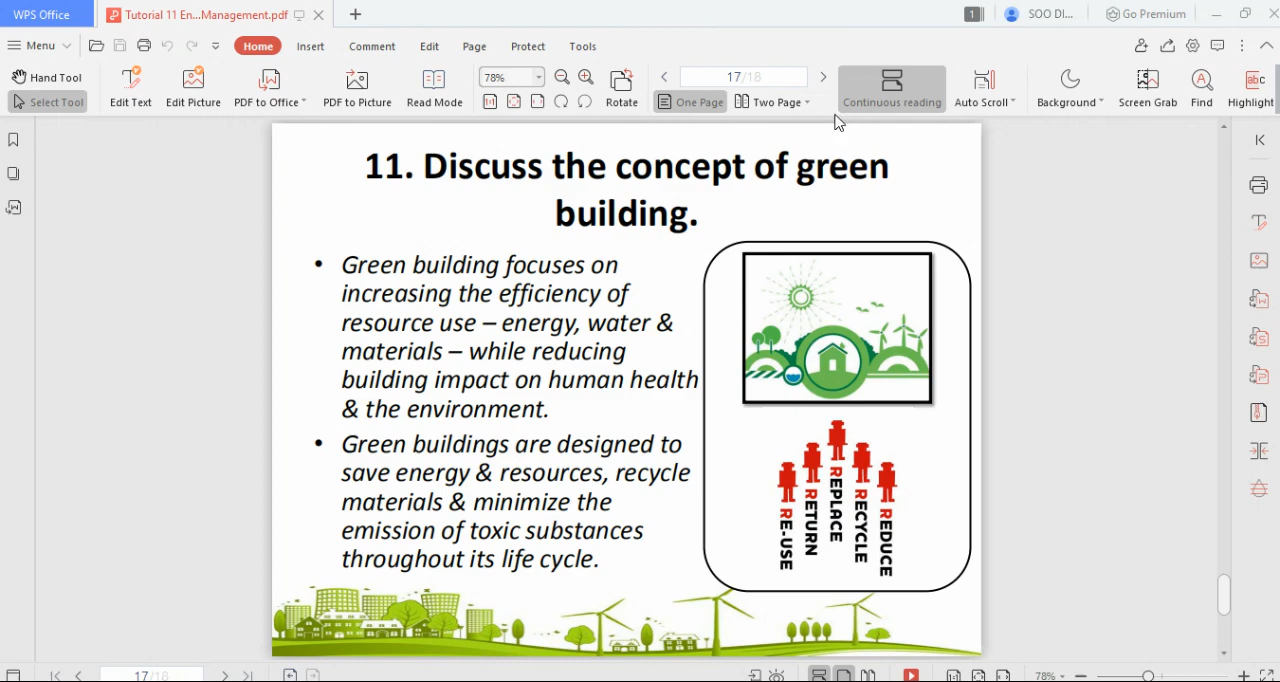 WPS Office
Tutorial 11 En...Management.pdf
1
SOO DI...
Go Premium
Menu
Home
Insert
Comment
Edit
Page
Protect
Tools
Hand Tool
Select Tool
Edit Text
Edit Picture
PDF to Office
PDF to Picture
Read Mode
78%
Rotate
17/18
One Page
Two Page
Continuous reading
Auto Scroll
Background
Screen Grab
Find
Highlight
11. Discuss the concept of green
building.
• Green building focuses on
increasing the efficiency of
resource use – energy, water &
materials – while reducing
building impact on human health
& the environment.
• Green buildings are designed to
save energy & resources, recycle
materials & minimize the
emission of toxic substances
throughout its life cycle.
RE-USE
RETURN
REPLACE
RECYCLE
REDUCE
17/18
78%